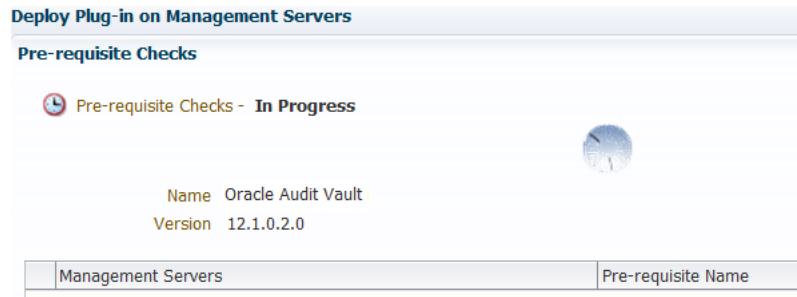 Deploy Plug-in on Management Servers
Pre-requisite Checks
Pre-requisite Checks - In Progress
Name Oracle Audit Vault
Version 12.1.0.2.0
Management Servers Pre-requisite Name